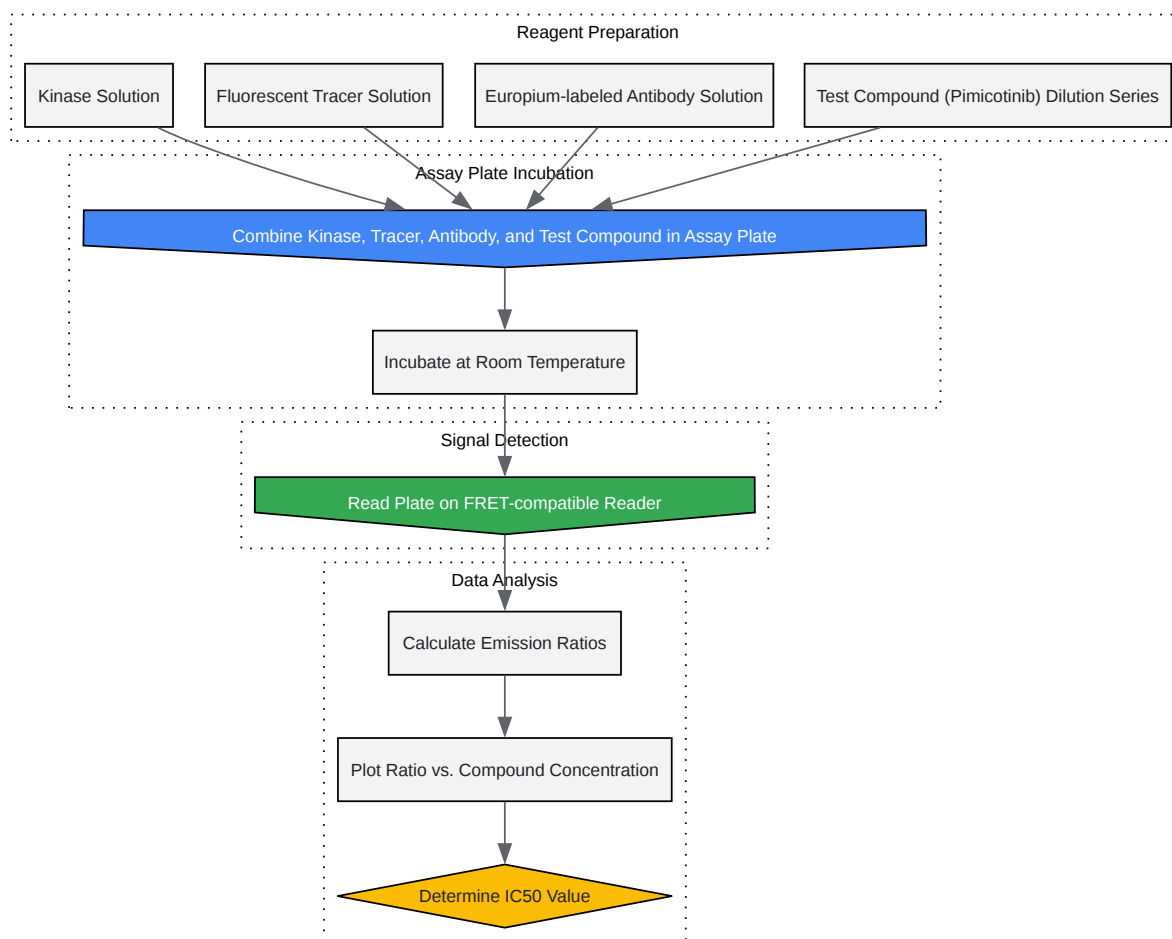 Reagent Preparation
Kinase Solution
Fluorescent Tracer Solution
Europium-labeled Antibody Solution
Test Compound (Pimicotinib) Dilution Series
Assay Plate Incubation
Combine Kinase, Tracer, Antibody, and Test Compound in Assay Plate
Incubate at Room Temperature
Signal Detection
Read Plate on FRET-compatible Reader
Data Analysis
Calculate Emission Ratios
Plot Ratio vs. Compound Concentration
Determine IC50 Value